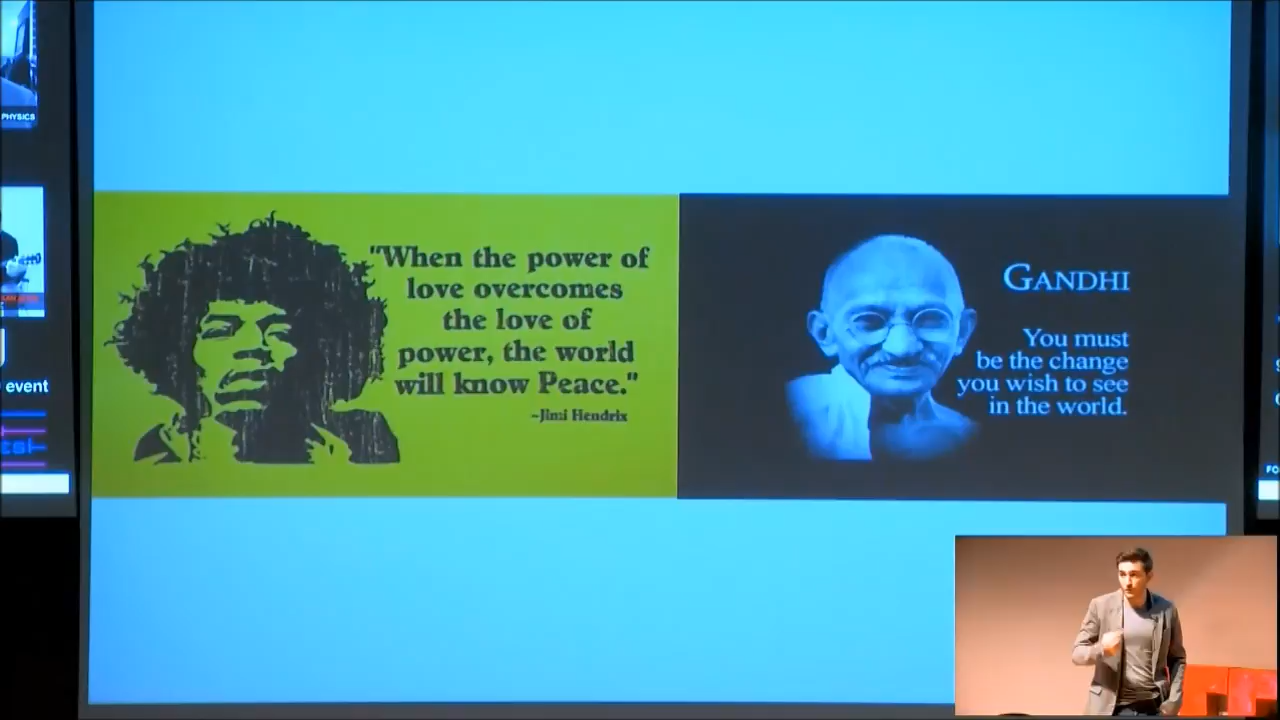 PHYSICS
event
"When the power of
love overcomes
the love of
power, the world
will know Peace."
~Jimi Hendrix
GANDHI
You must
be the change
you wish to see
in the world.
FO